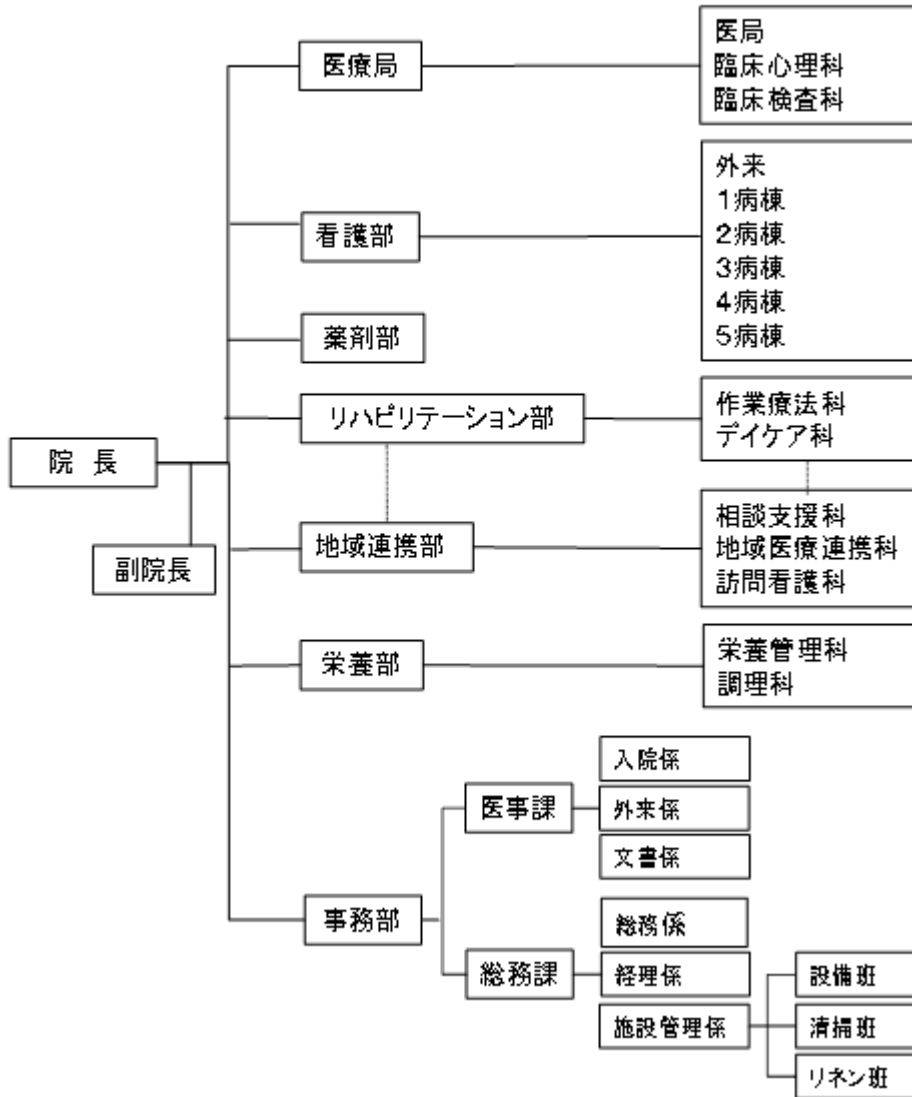 医療局
医局
臨床心理科
臨床検査科
看護部
外来
1病棟
2病棟
3病棟
4病棟
5病棟
薬剤部
リハビリテーション部
作業療法科
デイケア科
院 長
副院長
地域連携部
相談支援科
地域医療連携科
訪問看護科
栄養部
栄養管理科
調理科
事務部
医事課
入院係
外来係
文書係
総務課
総務係
経理係
施設管理係
設備班
清掃班
リネン班